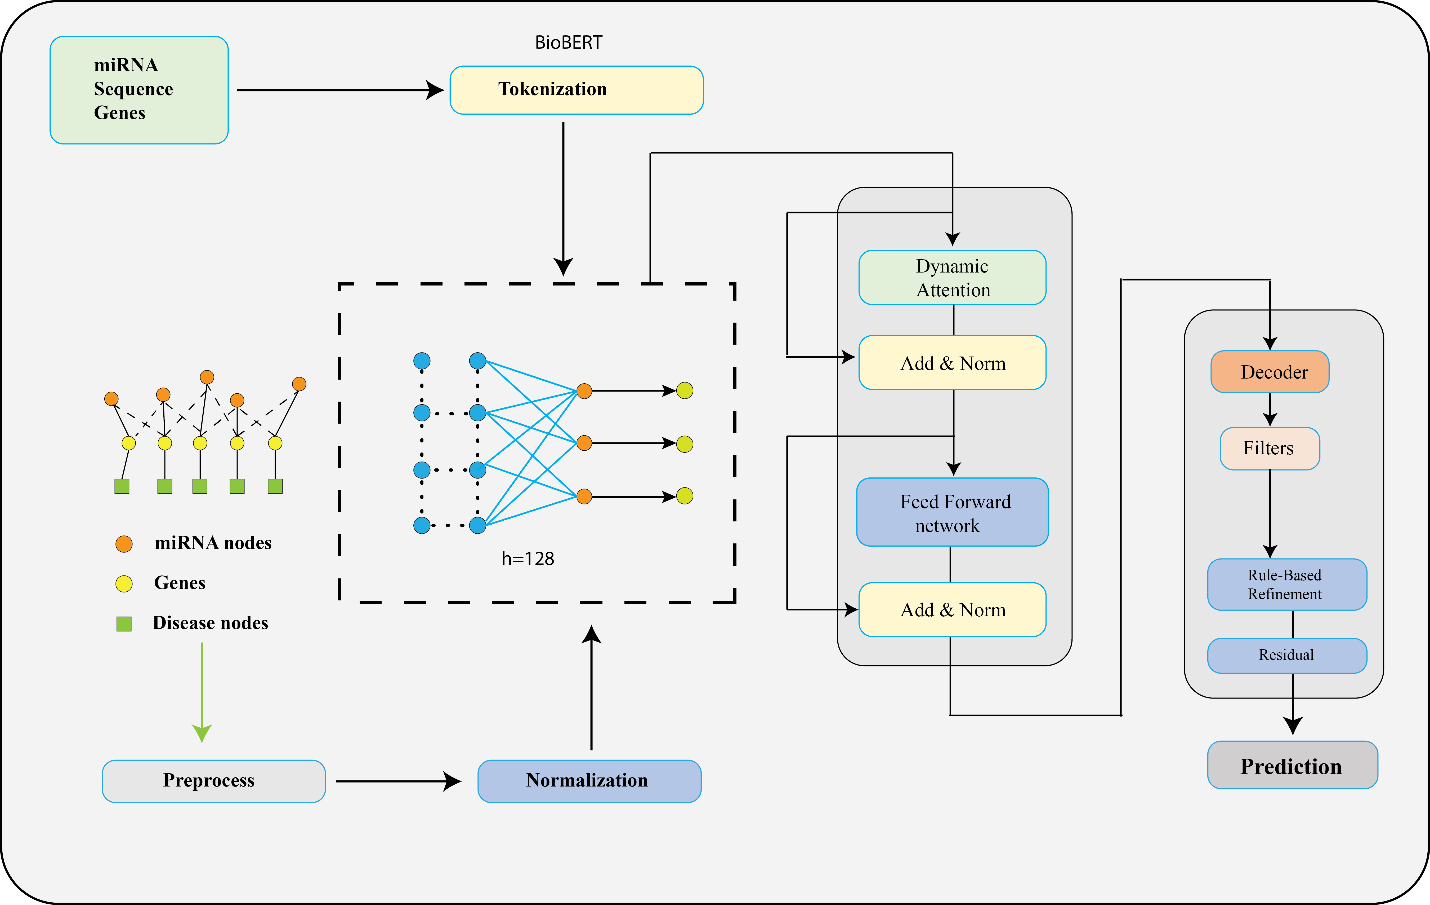 BioBERT
miRNA
Sequence
Genes
Tokenization
h=128
miRNA nodes
Genes
Disease nodes
Preprocess
Normalization
Dynamic
Attention
Add & Norm
Feed Forward
network
Add & Norm
Decoder
Filters
Rule-Based
Refinement
Residual
Prediction